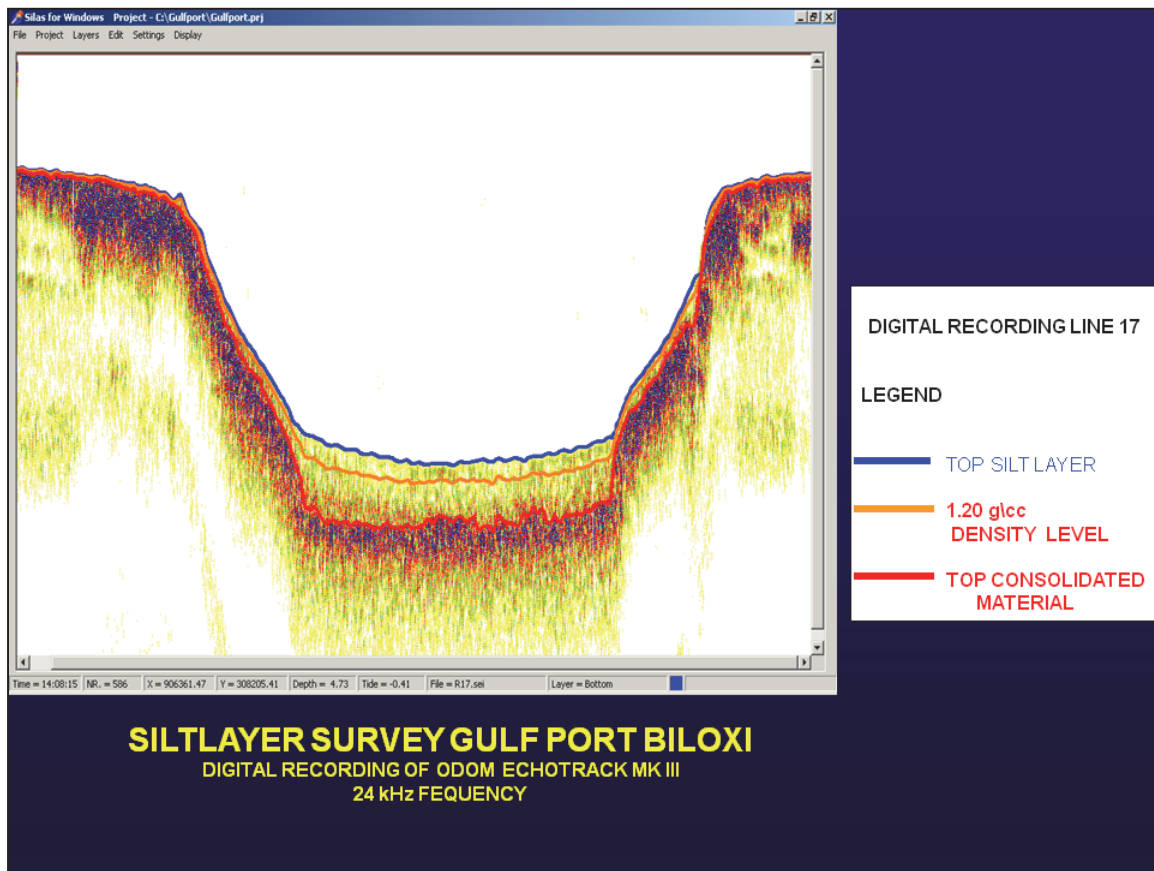 Silas for Windows Project - C:\Gulfport\Gulfport.prj
File Project Layers Edit Settings Display
DIGITAL RECORDING LINE 17
LEGEND
TOP SILT LAYER
1.20 g\cc
DENSITY LEVEL
TOP CONSOLIDATED
MATERIAL
Time = 14:08:15 NR. = 586 X = 906361.47 Y = 308205.41 Depth = 4.73 Tide = -0.41 File = R17.sei Layer = Bottom
SILTLAYER SURVEY GULF PORT BILOXI
DIGITAL RECORDING OF ODOM ECHOTRACK MK III
24 kHz FEQUENCY